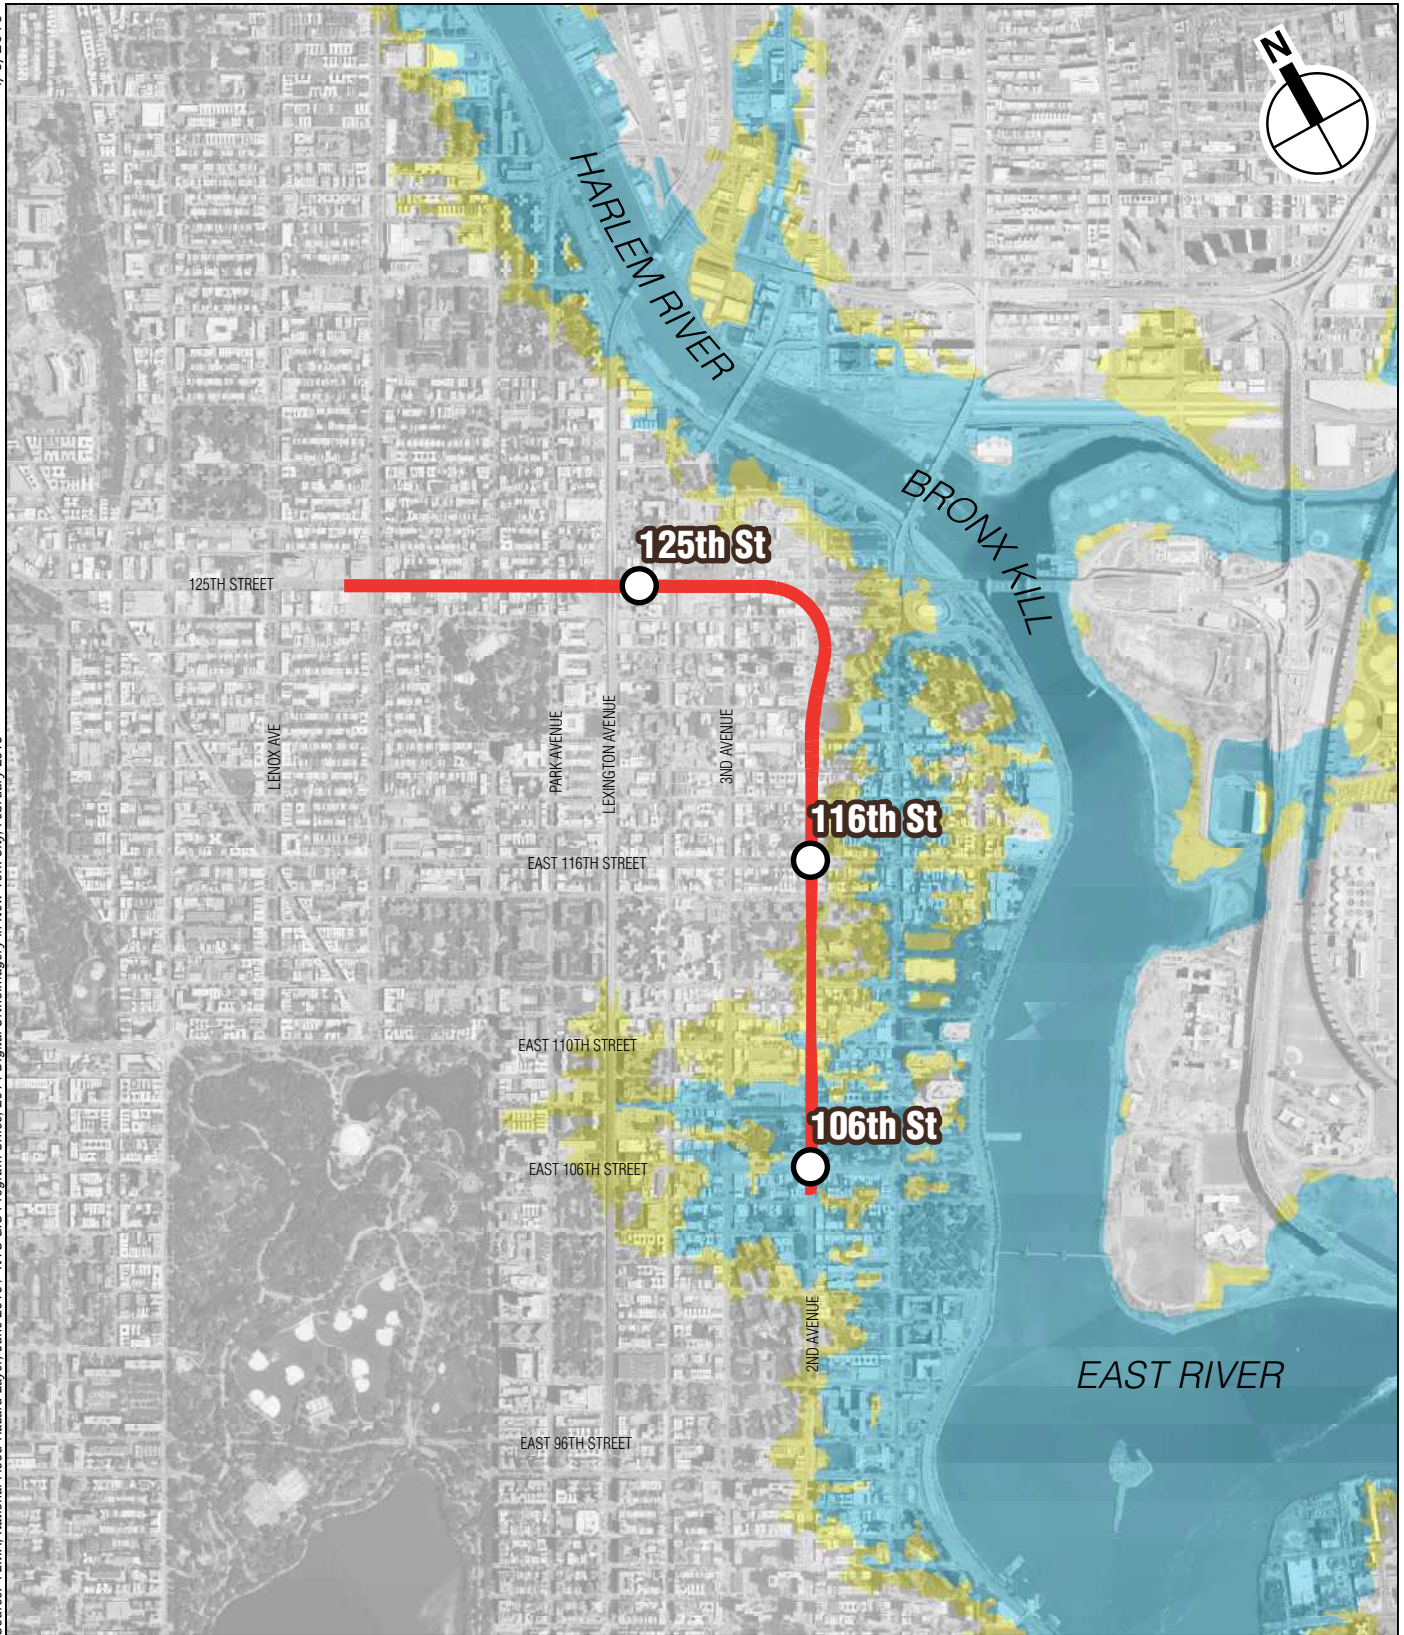 N
HARLEM RIVER
BRONX KILL
125th St
125TH STREET
LENOX AVE
PARK AVENUE
LEXINGTON AVENUE
3ND AVENUE
116th St
EAST 116TH STREET
EAST 110TH STREET
106th St
EAST 106TH STREET
2ND AVENUE
EAST RIVER
EAST 96TH STREET